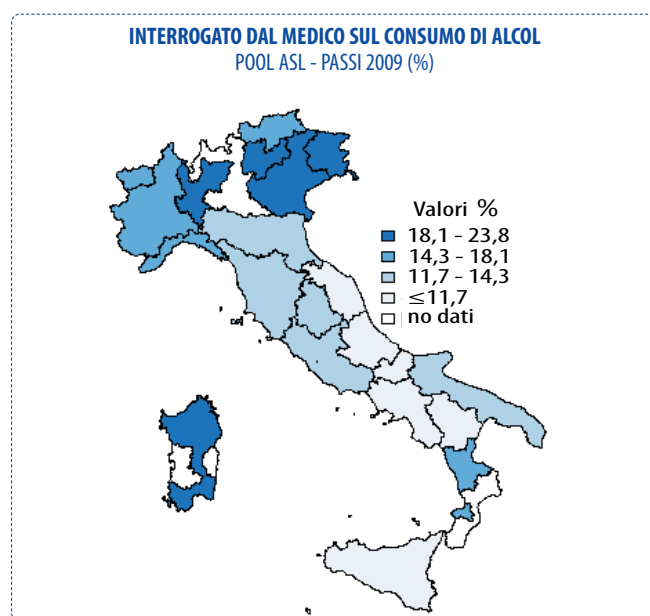 INTERROGATO DAL MEDICO SUL CONSUMO DI ALCOL
POOL ASL - PASSI 2009 (%)
Valori %
18,1 - 23,8
14,3 - 18,1
11,7 - 14,3
≤11,7
no dati